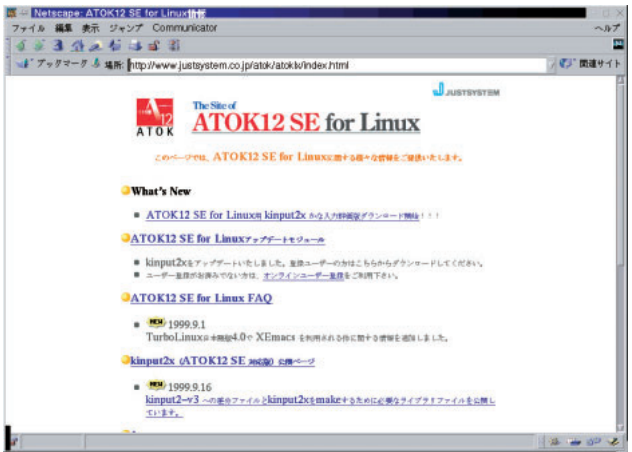 Netscape: ATOK12 SE for Linux情報
ファイル 編集 表示 ジャンプ Communicator ヘルプ
ブックマーク 場所: http://www.justsystem.co.jp/atok/atoklx/index.html 関連サイト
JUSTSYSTEM
12
ATOK
The Site of
ATOK12 SE for Linux
このページでは、ATOK12 SE for Linuxに関する様々な情報をご提供いたします。
What's New
ATOK12 SE for Linux用 kinput2x かな入力対応版ダウンロード開始!!!
ATOK12 SE for Linuxアップデートモジュール
kinput2xをアップデートいたしました。登録ユーザーの方はこちらからダウンロードしてください。
ユーザー登録がお済みでない方は、オンラインユーザー登録をご利用下さい。
ATOK12 SE for Linux FAQ
NEW 1999.9.1
TurboLinux日本語版4.0や XEmacs を利用される際に関する情報を追加しました。
kinput2x (ATOK12 SE 対応版) 公開ページ
NEW 1999.9.16
kinput2-v3 への差分ファイルとkinput2xをmakeするために必要なライブラリファイルを公開しています。